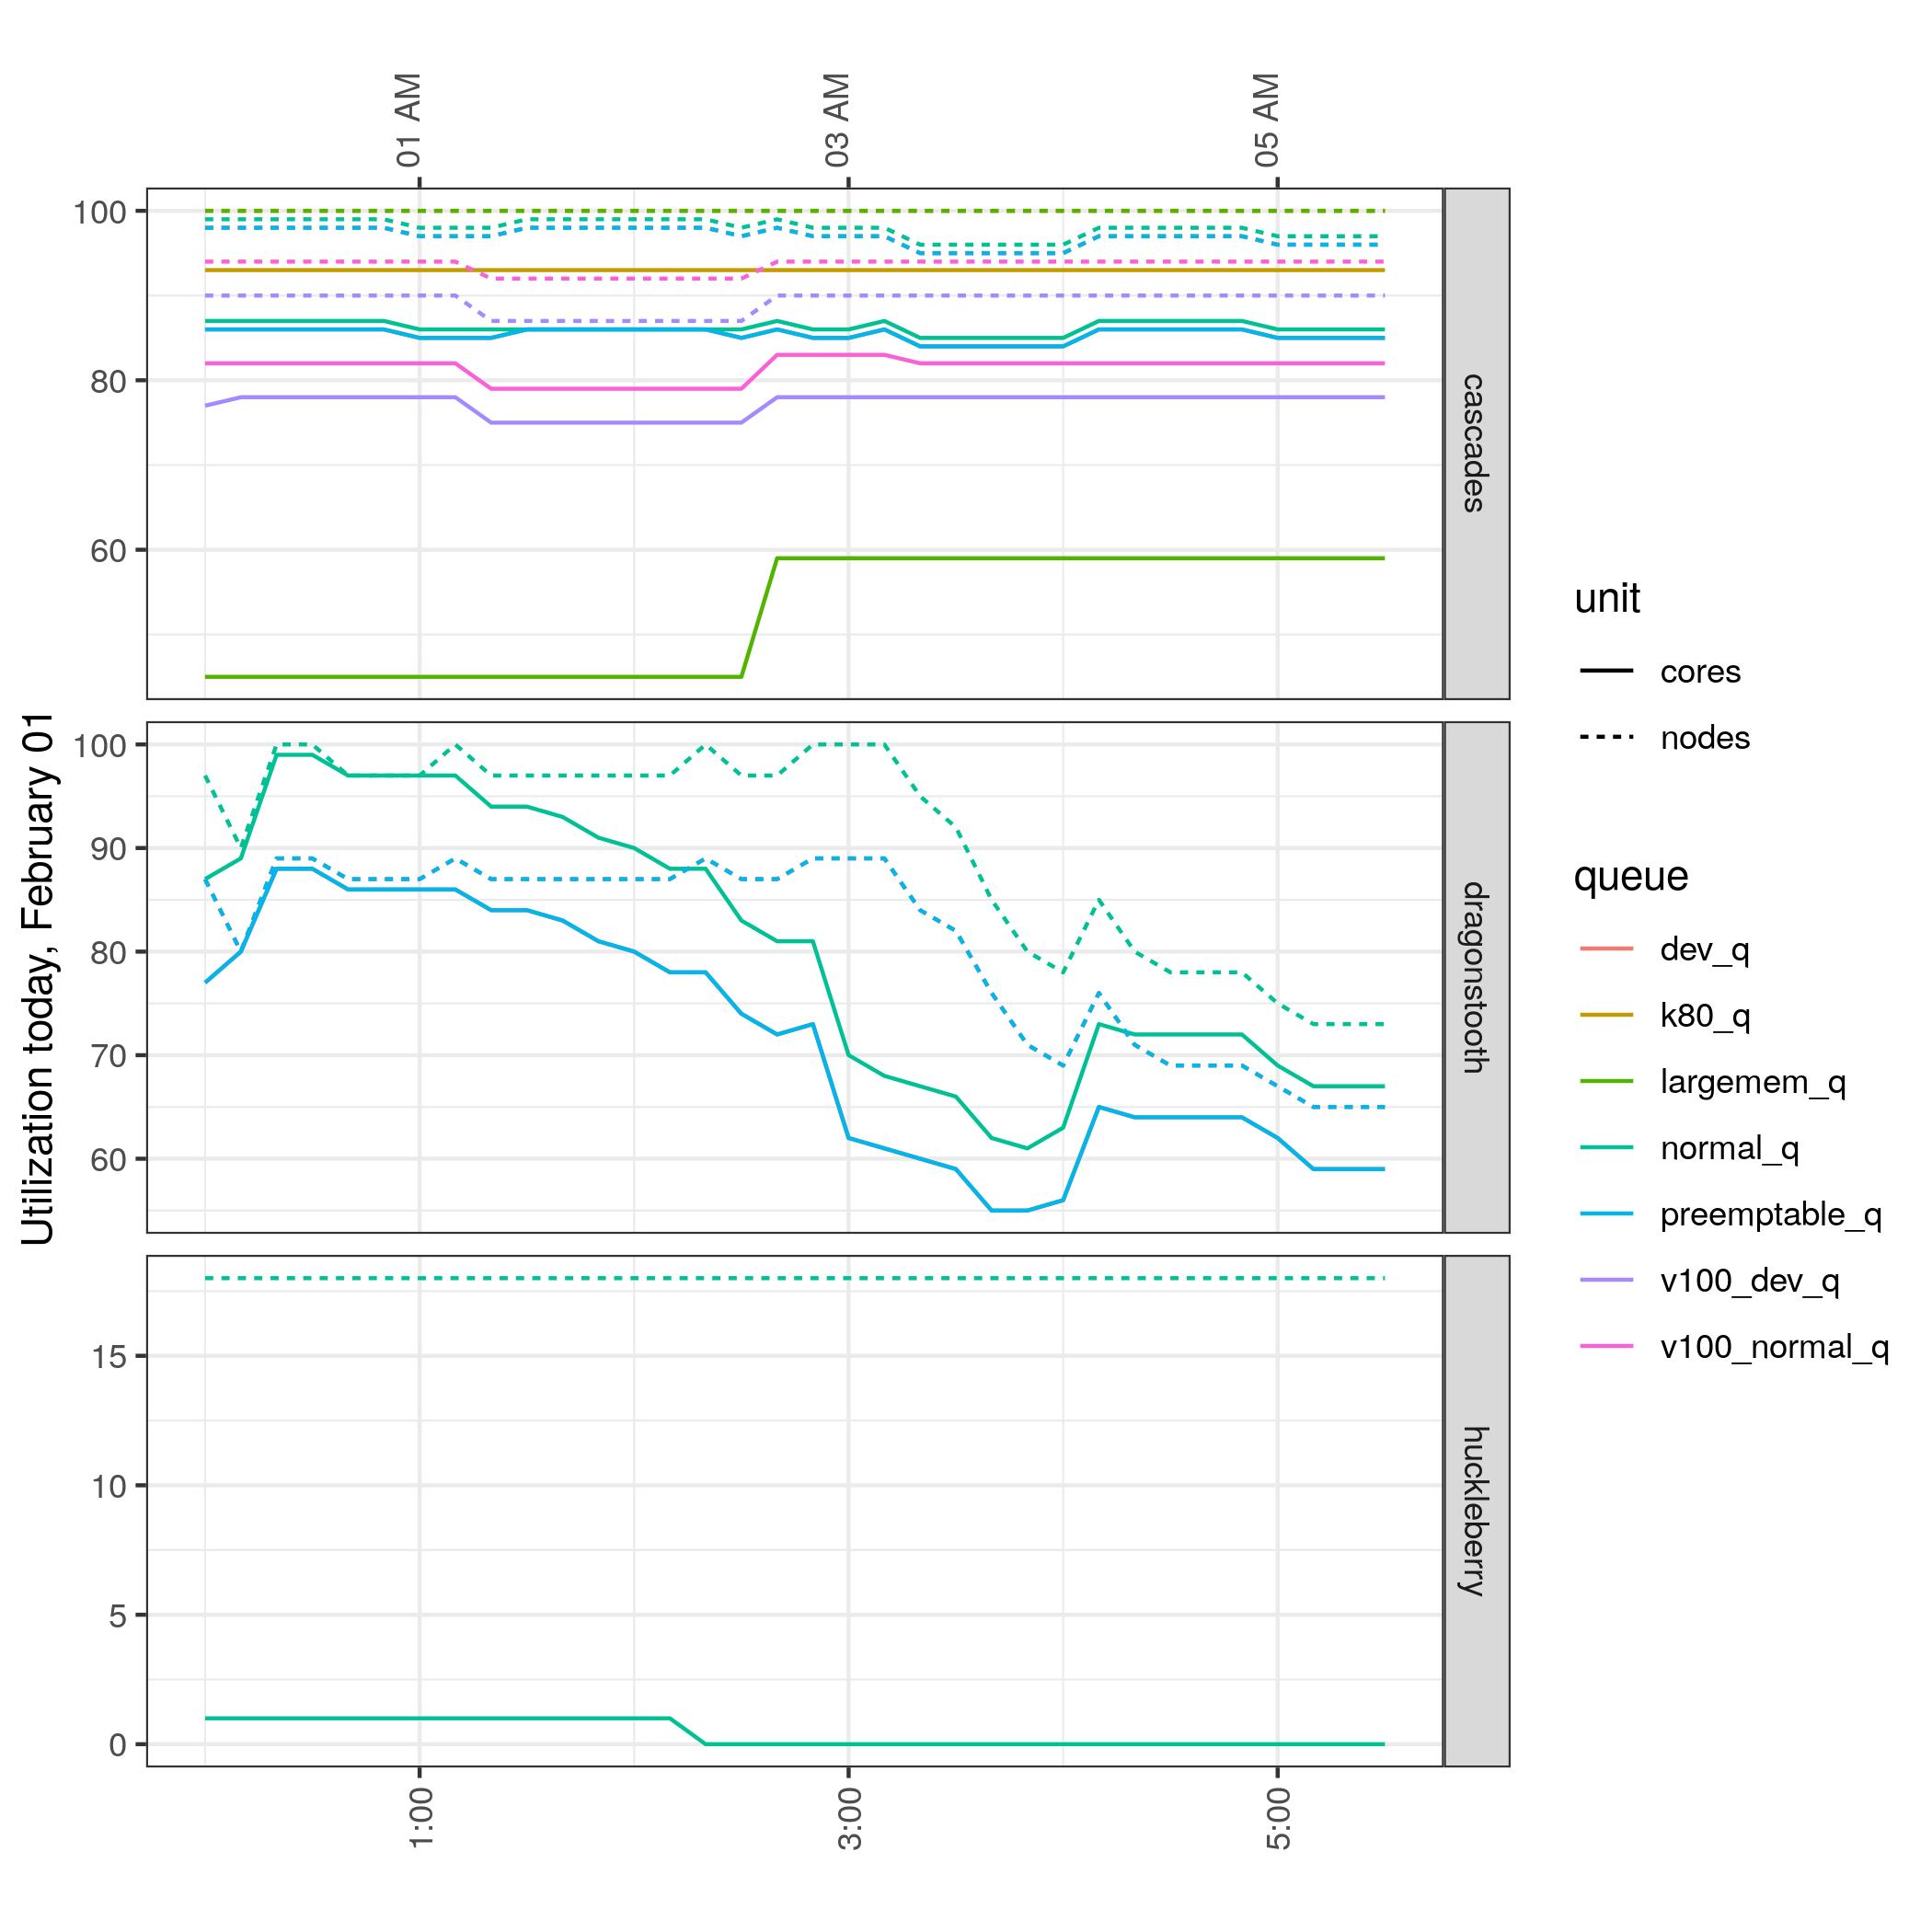 01 AM
03 AM
05 AM
100
80
60
cascades
Utilization today, February 01
100
90
80
70
60
dragonstooth
15
10
5
0
huckleberry
1:00
3:00
5:00
unit
cores
nodes
queue
dev_q
k80_q
largemem_q
normal_q
preemptable_q
v100_dev_q
v100_normal_q